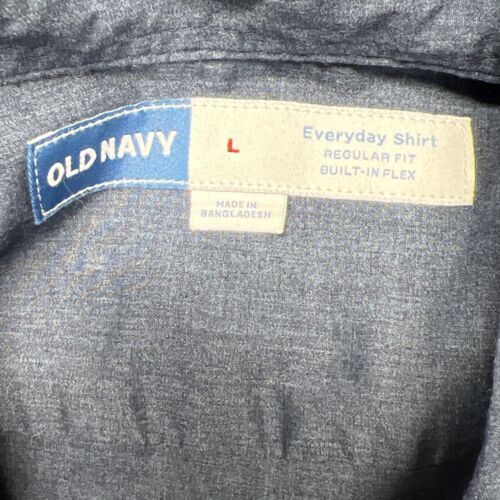 OLD NAVY
L
Everyday Shirt
REGULAR FIT
BUILT-IN FLEX
MADE IN
BANGLADESH